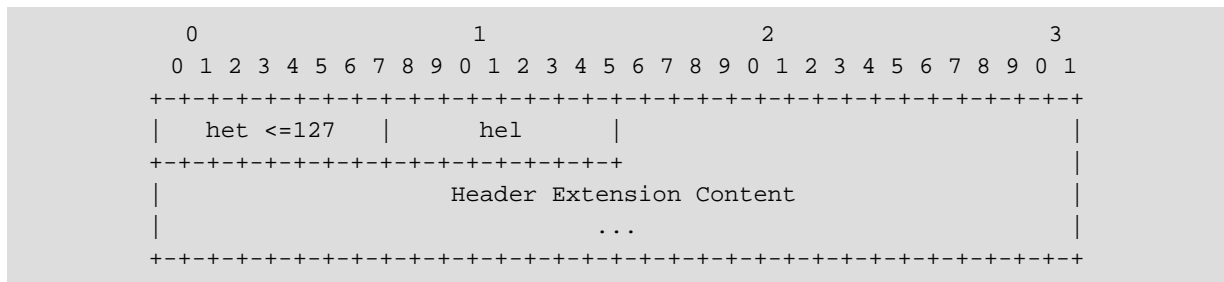 0                   1                   2                   3
0 1 2 3 4 5 6 7 8 9 0 1 2 3 4 5 6 7 8 9 0 1 2 3 4 5 6 7 8 9 0 1
+-+-+-+-+-+-+-+-+-+-+-+-+-+-+-+-+-+-+-+-+-+-+-+-+-+-+-+-+-+-+-+-+
|   het <=127   |      hel      |                               |
+-+-+-+-+-+-+-+-+-+-+-+-+-+-+-+-+                               |
|                    Header Extension Content                   |
|                              ...                              |
+-+-+-+-+-+-+-+-+-+-+-+-+-+-+-+-+-+-+-+-+-+-+-+-+-+-+-+-+-+-+-+-+